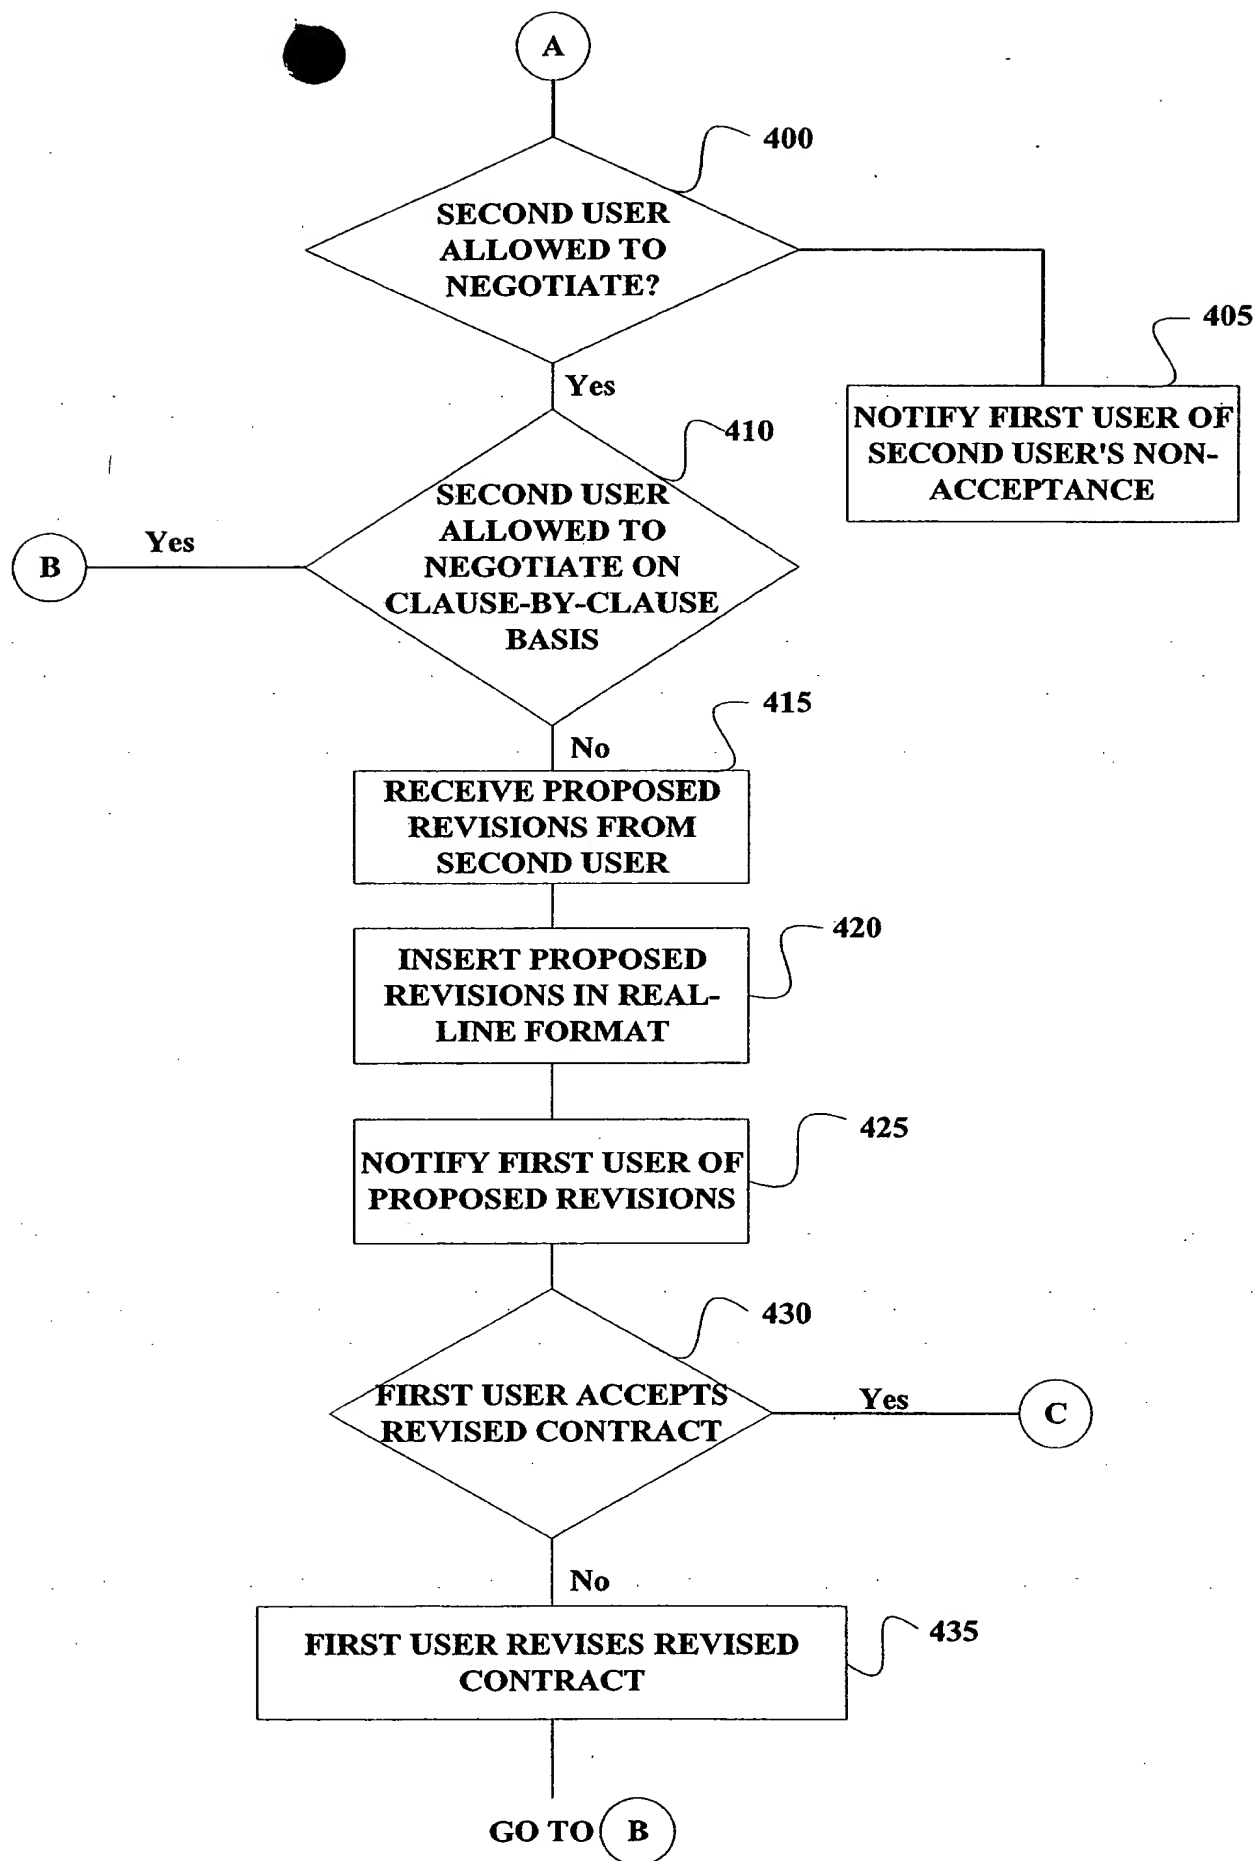 A
400
SECOND USER
ALLOWED TO
NEGOTIATE?
405
Yes
NOTIFY FIRST USER OF
SECOND USER'S NON-
ACCEPTANCE
410
SECOND USER
ALLOWED TO
NEGOTIATE ON
CLAUSE-BY-CLAUSE
BASIS
Yes
B
415
No
RECEIVE PROPOSED
REVISIONS FROM
SECOND USER
420
INSERT PROPOSED
REVISIONS IN REAL-
LINE FORMAT
425
NOTIFY FIRST USER OF
PROPOSED REVISIONS
430
FIRST USER ACCEPTS
REVISED CONTRACT
Yes
C
No
435
FIRST USER REVISES REVISED
CONTRACT
GO TO B